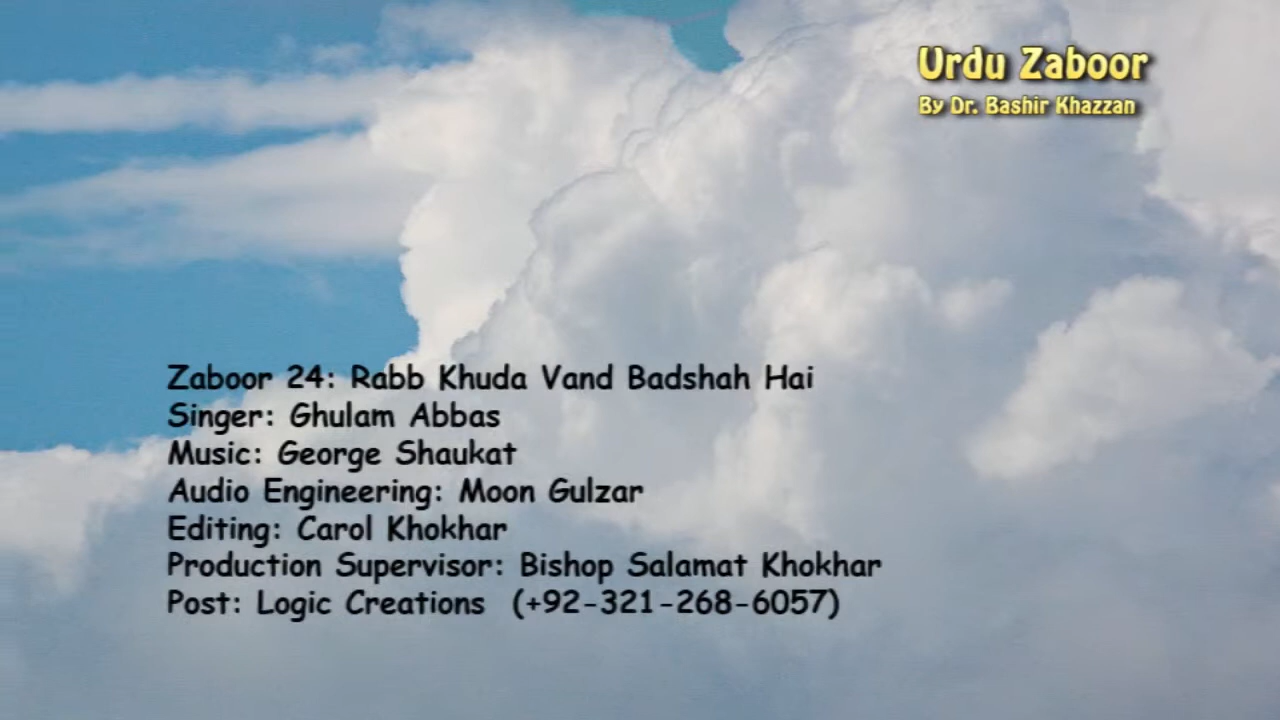 Urdu Zaboor
By Dr. Bashir Khazzan
Zaboor 24: Rabb Khuda Vand Badshah Hai
Singer: Ghulam Abbas
Music: George Shaukat
Audio Engineering: Moon Gulzar
Editing: Carol Khokhar
Production Supervisor: Bishop Salamat Khokhar
Post: Logic Creations (+92-321-268-6057)